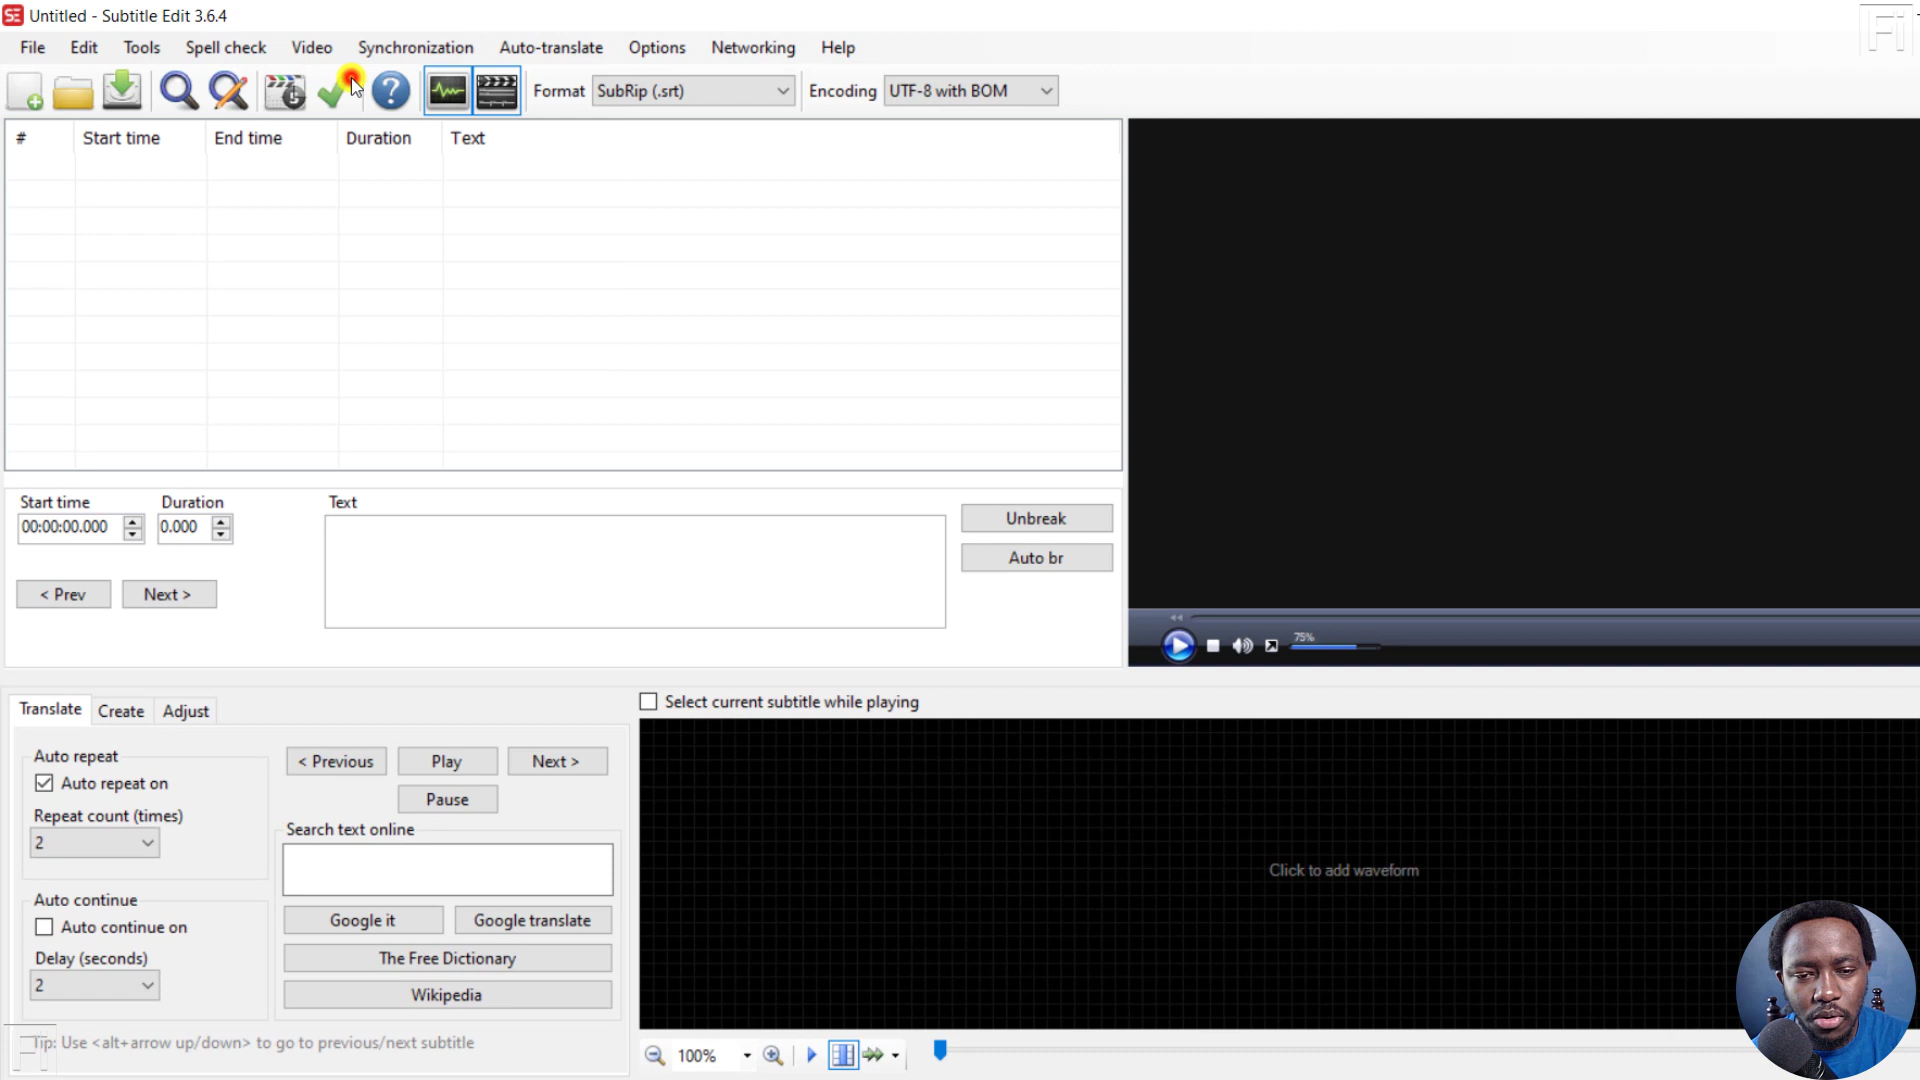 SE Untitled - Subtitle Edit 3.6.4
File Edit Tools Spell check Video Synchronization Auto-translate Options Networking Help
Format SubRip (.srt) Encoding UTF-8 with BOM
# Start time End time Duration Text
Start time Duration Text
00:00:00.000 0.000
Unbreak
Auto br
< Prev Next >
75%
Translate Create Adjust
Select current subtitle while playing
Auto repeat
Auto repeat on
Repeat count (times)
2
< Previous Play Next >
Pause
Search text online
Click to add waveform
Auto continue
Auto continue on
Delay (seconds)
2
Google it Google translate
The Free Dictionary
Wikipedia
Tip: Use <alt+arrow up/down> to go to previous/next subtitle
100%
Fi
Fi